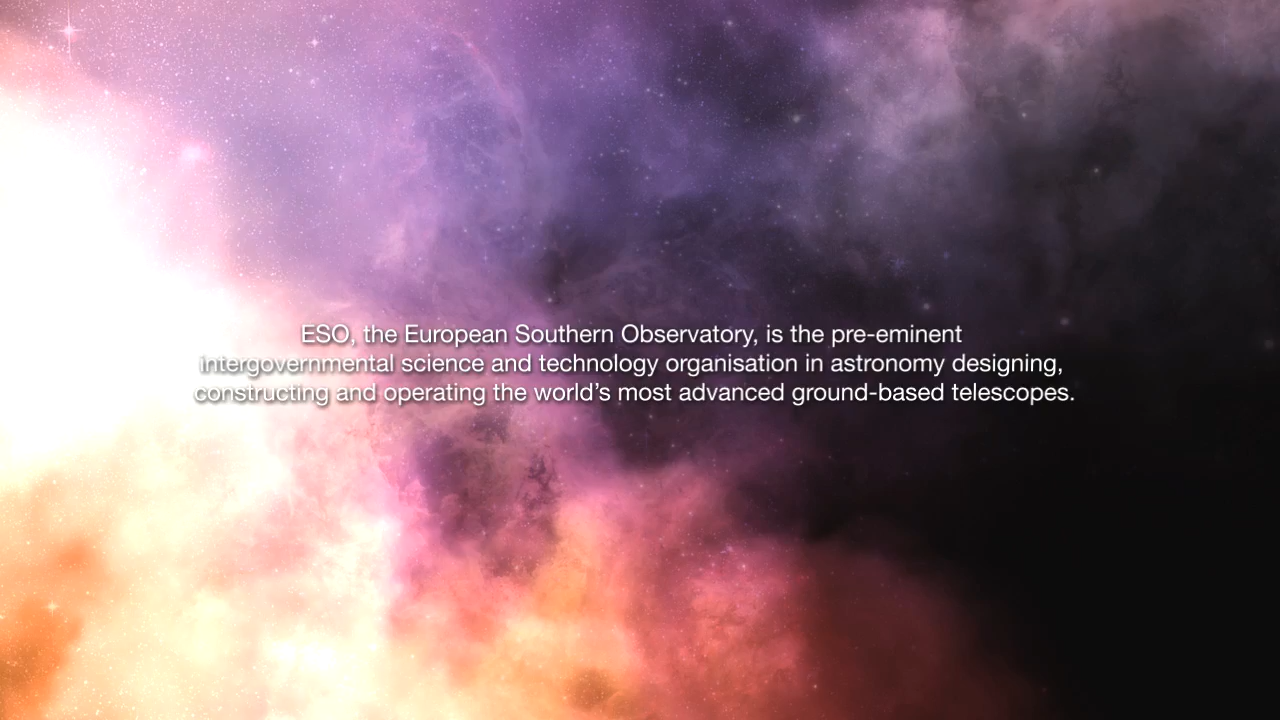 ESO, the European Southern Observatory, is the pre-eminent
intergovernmental science and technology organisation in astronomy designing,
constructing and operating the world’s most advanced ground-based telescopes.